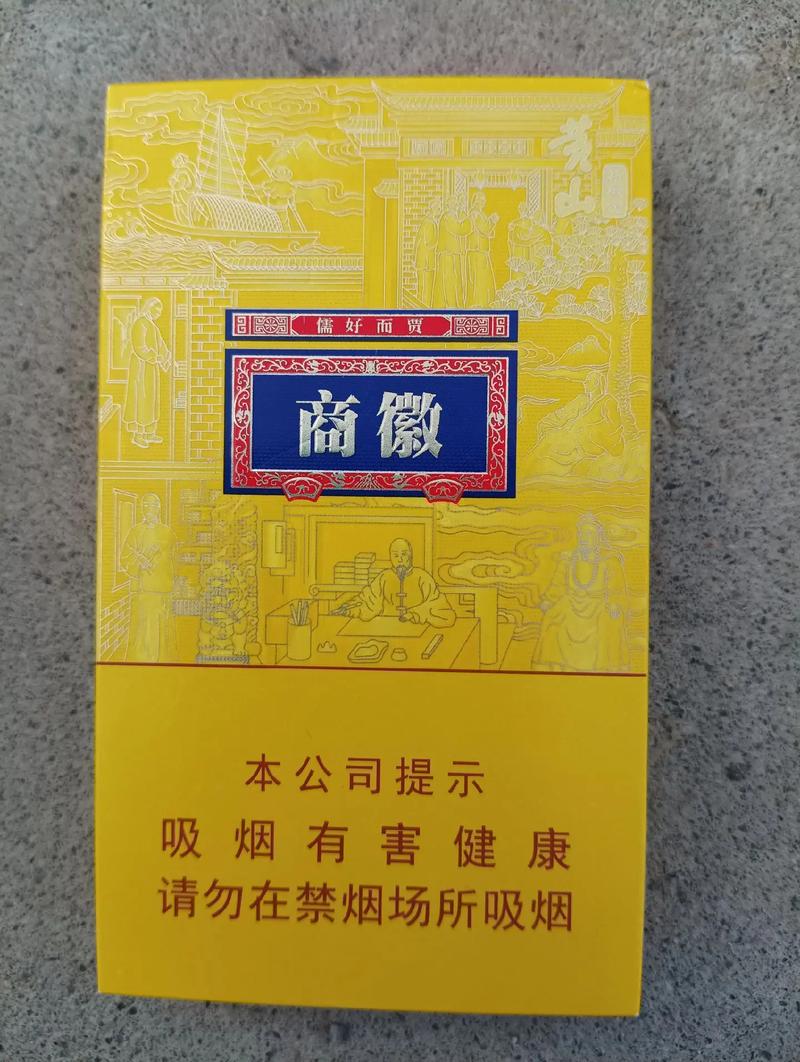 黄山
贾而好儒
徽商
本公司提示
吸烟有害健康
请勿在禁烟场所吸烟